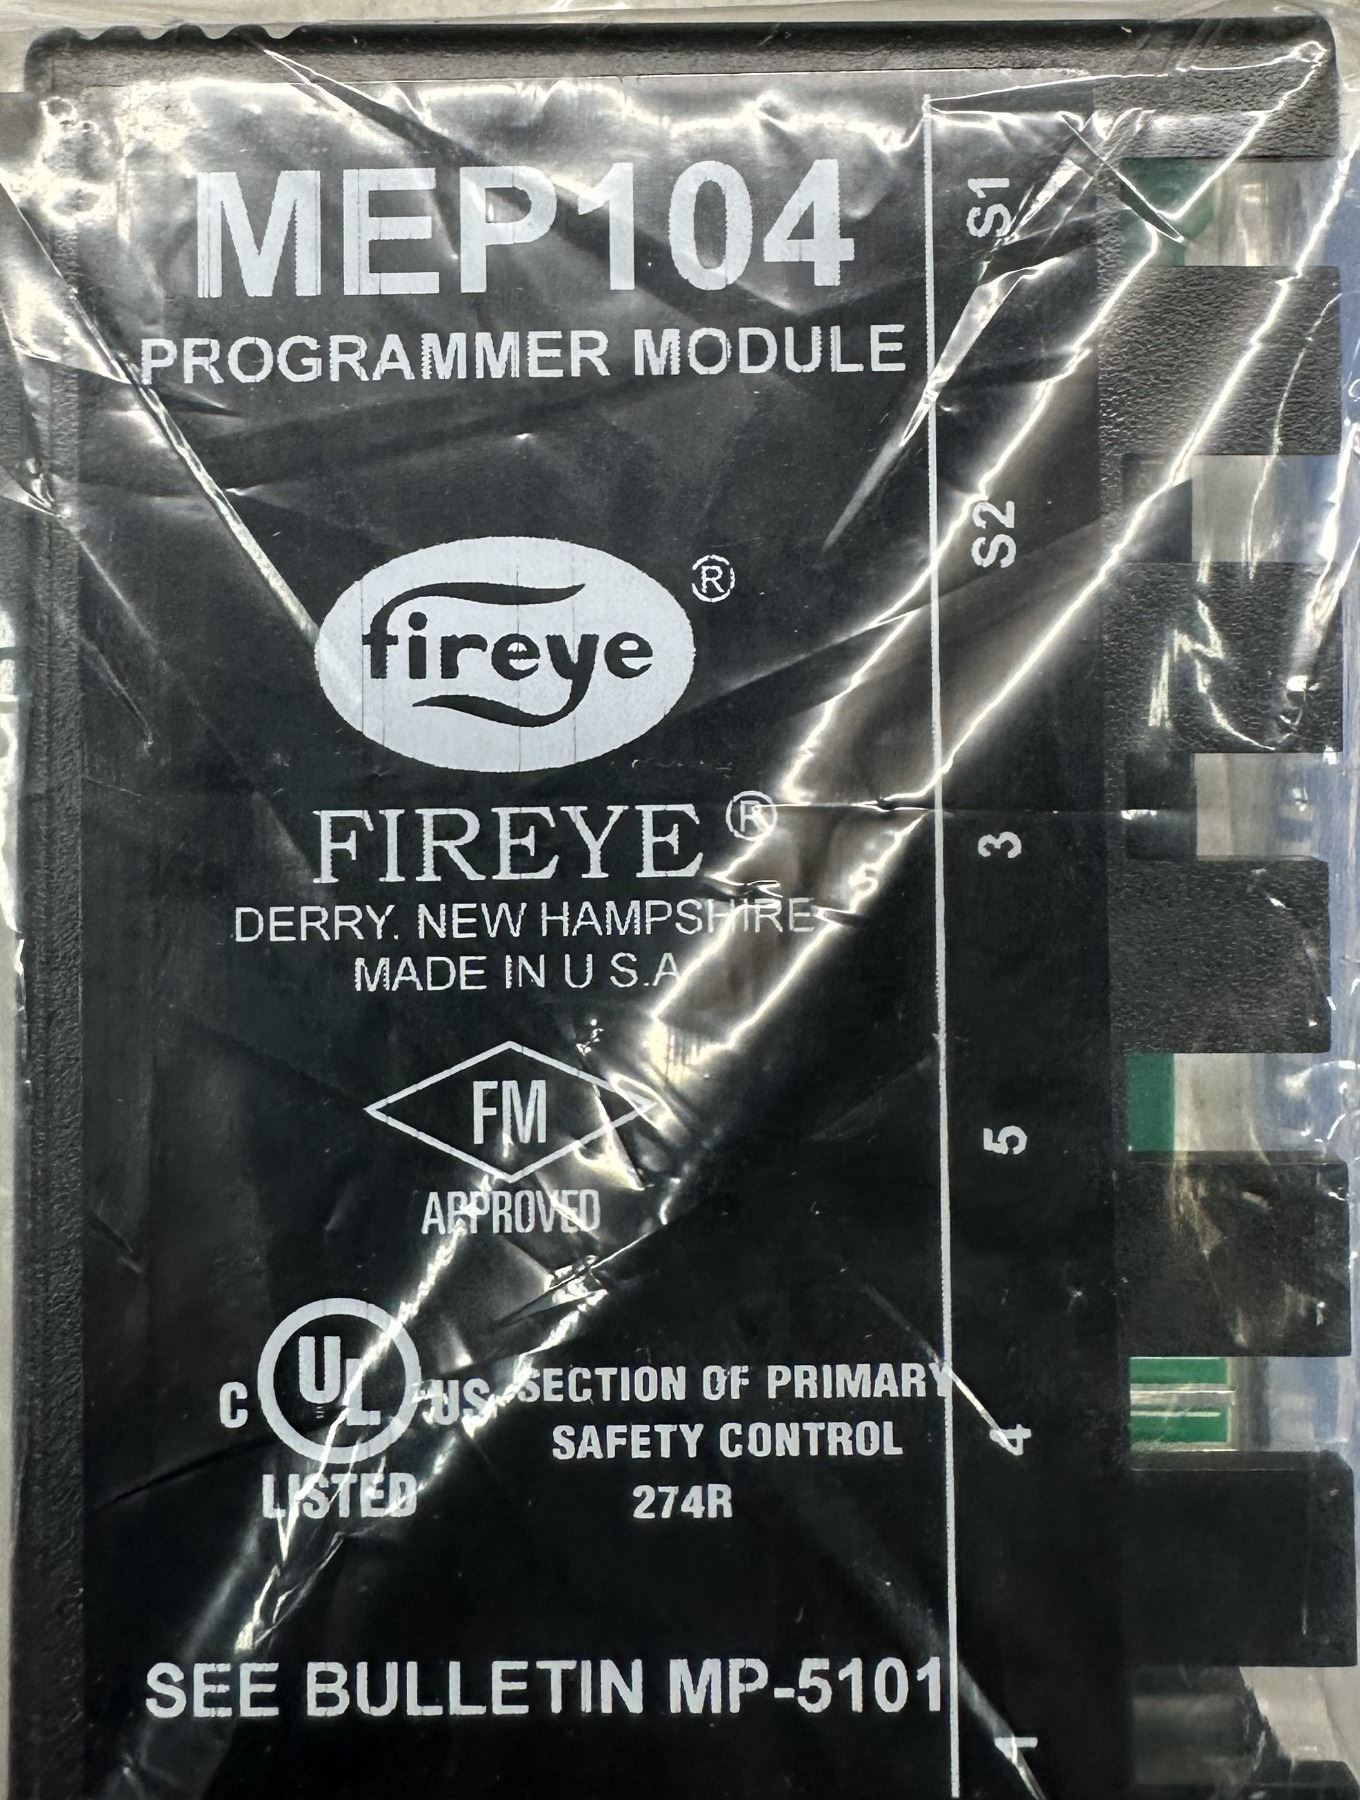 MEP104
PROGRAMMER MODULE
fireye ®
FIREYE ®
DERRY. NEW HAMPSHIRE
MADE IN U S.A
FM
APPROVED
C UL US
LISTED
SECTION OF PRIMARY
SAFETY CONTROL
274R
SEE BULLETIN MP-5101
S1
S2
3
5
4
1